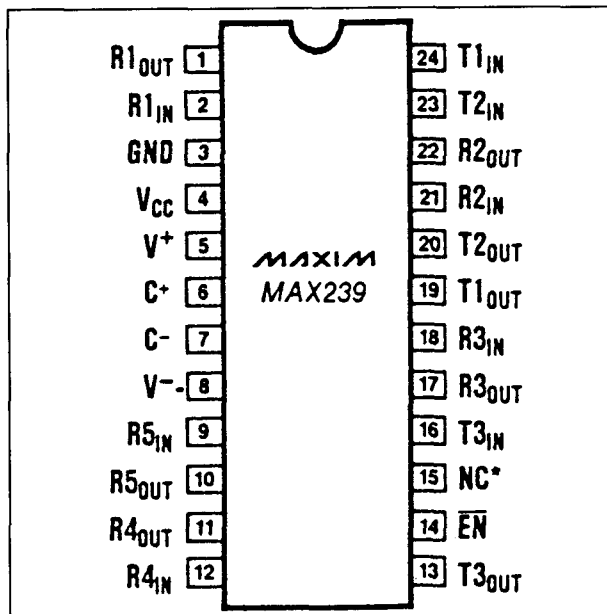 R1OUT 1 24 T1IN
R1IN 2 23 T2IN
GND 3 22 R2OUT
VCC 4 21 R2IN
V+ 5 20 T2OUT
MAXIM
C+ 6 MAX239 19 T1OUT
C- 7 18 R3IN
V- 8 17 R3OUT
R5IN 9 16 T3IN
R5OUT 10 15 NC*
R4OUT 11 14 E̅N̅
R4IN 12 13 T3OUT